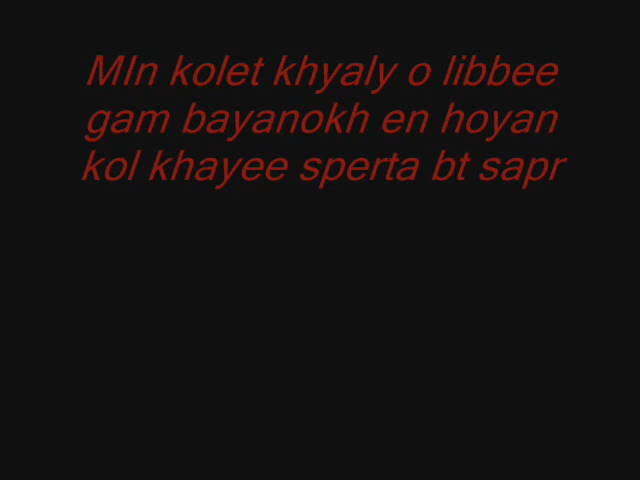 MIn kolet khyaly o libbee
gam bayanokh en hoyan
kol khayee sperta bt sapr